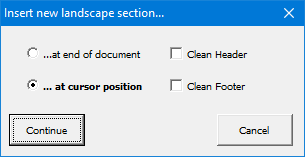 Insert new landscape section...
...at end of document
Clean Header
... at cursor position
Clean Footer
Continue
Cancel